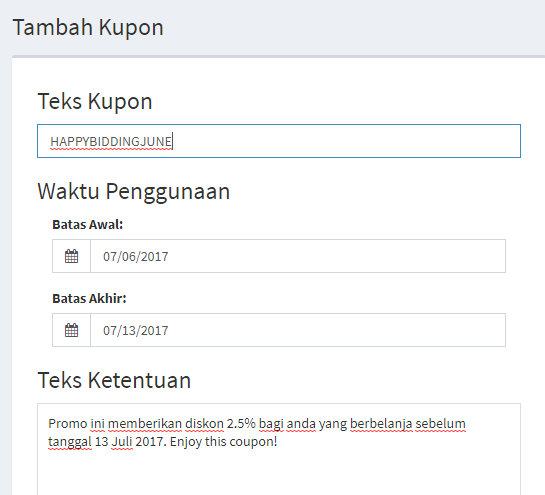 Tambah Kupon
Teks Kupon
HAPPYBIDDINGJUNE
Waktu Penggunaan
Batas Awal:
07/06/2017
Batas Akhir:
07/13/2017
Teks Ketentuan
Promo ini memberikan diskon 2.5% bagi anda yang berbelanja sebelum
tanggal 13 Juli 2017. Enjoy this coupon!